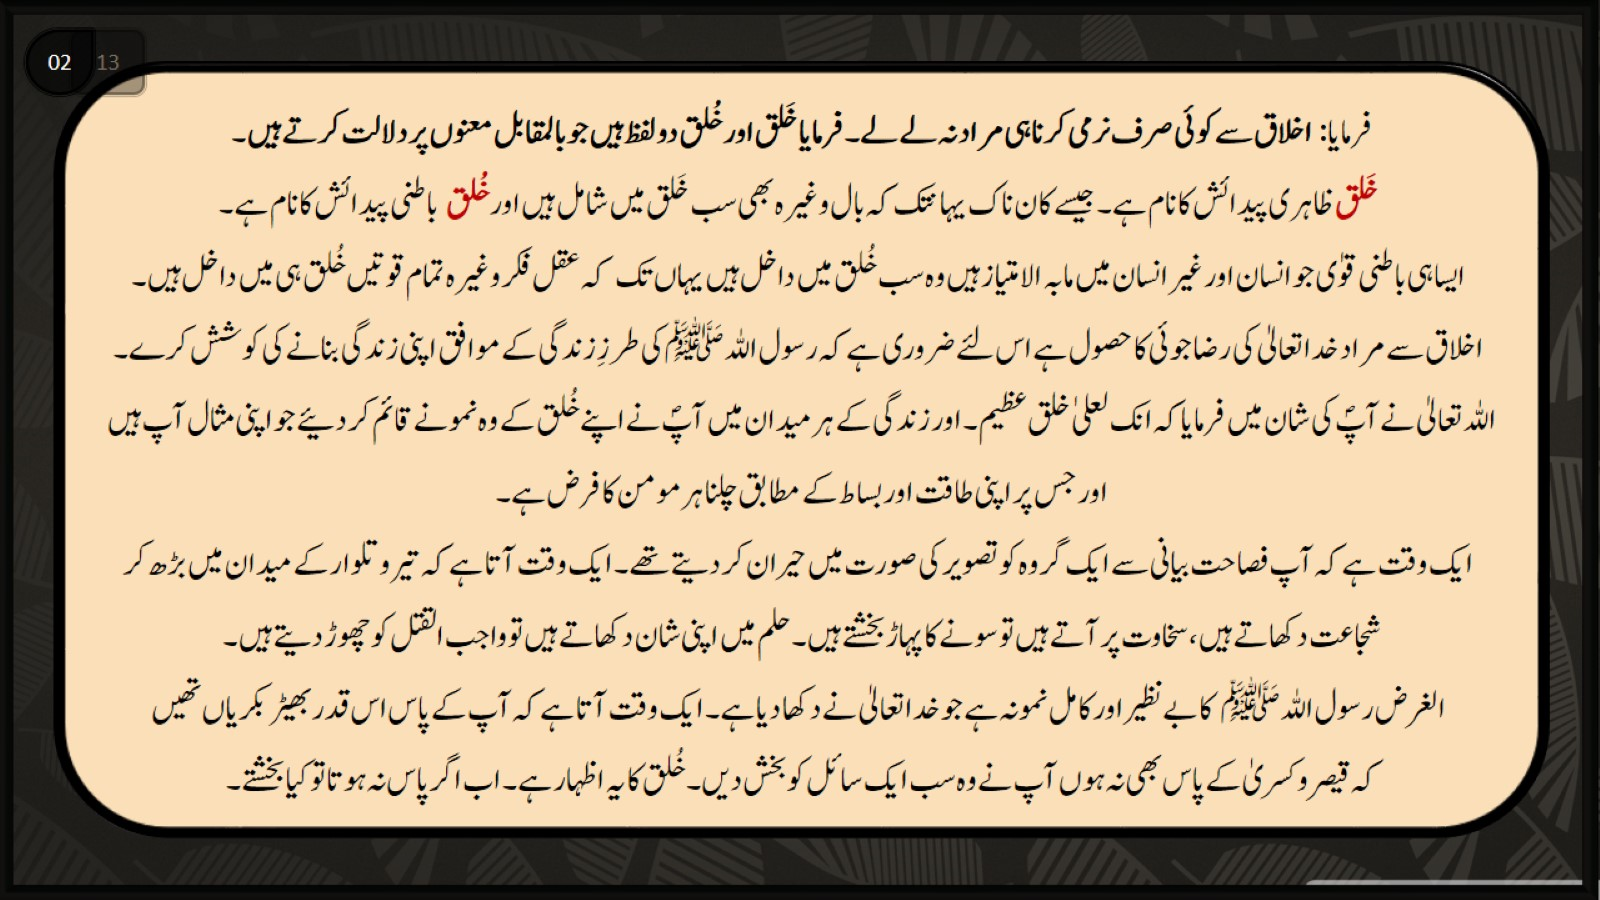 02 13
فرمایا: اخلاق سے کوئی صرف نرمی کرنا ہی مراد نہ لے لے۔ فرمایا خَلق اور خُلق دو لفظ ہیں جو بالمقابل معنوں پر دلالت کرتے ہیں۔
خَلق ظاہری پیدائش کا نام ہے۔ جیسے کان ناک یہانتک کہ بال وغیرہ بھی سب خَلق میں شامل ہیں اور خُلق باطنی پیدائش کا نام ہے۔
ایسا ہی باطنی قوٰی جو انسان اور غیر انسان میں مابہ الامتیاز ہیں وہ سب خُلق میں داخل ہیں یہاں تک کہ عقل فکر وغیرہ تمام قوتیں خُلق ہی میں داخل ہیں۔
اخلاق سے مراد خدا تعالیٰ کی رضا جوئی کا حصول ہے اس لئے ضروری ہے کہ رسول اللہ ﷺ کی طرزِ زندگی کے موافق اپنی زندگی بنانے کی کوشش کرے۔
اللہ تعالیٰ نے آپؐ کی شان میں فرمایا کہ انک لعلیٰ خلق عظیم۔ اور زندگی کے ہر میدان میں آپؐ نے اپنے خُلق کے وہ نمونے قائم کر دیئے جو اپنی مثال آپ ہیں
اور جس پر اپنی طاقت اور بساط کے مطابق چلنا ہر مومن کا فرض ہے۔
ایک وقت ہے کہ آپ فصاحت بیانی سے ایک گروہ کو تصویر کی صورت میں حیران کر دیتے تھے۔ ایک وقت آتا ہے کہ تیر و تلوار کے میدان میں بڑھ کر
شجاعت دکھاتے ہیں، سخاوت پر آتے ہیں تو سونے کا پہاڑ بخشتے ہیں۔ حلم میں اپنی شان دکھاتے ہیں تو واجب القتل کو چھوڑ دیتے ہیں۔
الغرض رسول اللہ ﷺ کا بے نظیر اور کامل نمونہ ہے جو خدا تعالیٰ نے دکھا دیا ہے۔ ایک وقت آتا ہے کہ آپ کے پاس اس قدر بھیڑ بکریاں تھیں
کہ قیصر و کسریٰ کے پاس بھی نہ ہوں آپ نے وہ سب ایک سائل کو بخش دیں۔ خُلق کا یہ اظہار ہے۔ اب اگر پاس نہ ہوتا تو کیا بخشتے۔